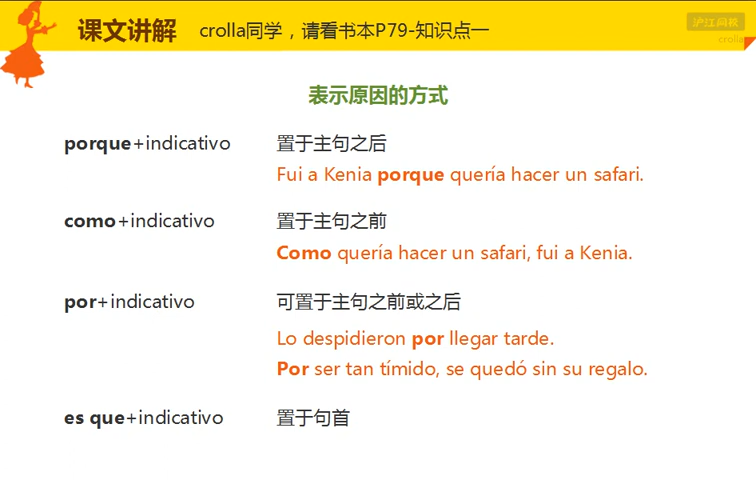 课文讲解 crolla同学，请看书本P79-知识点一
沪江网校
crolla
表示原因的方式
porque+indicativo 置于主句之后
Fui a Kenia porque quería hacer un safari.
como+indicativo 置于主句之前
Como quería hacer un safari, fui a Kenia.
por+indicativo 可置于主句之前或之后
Lo despidieron por llegar tarde.
Por ser tan tímido, se quedó sin su regalo.
es que+indicativo 置于句首